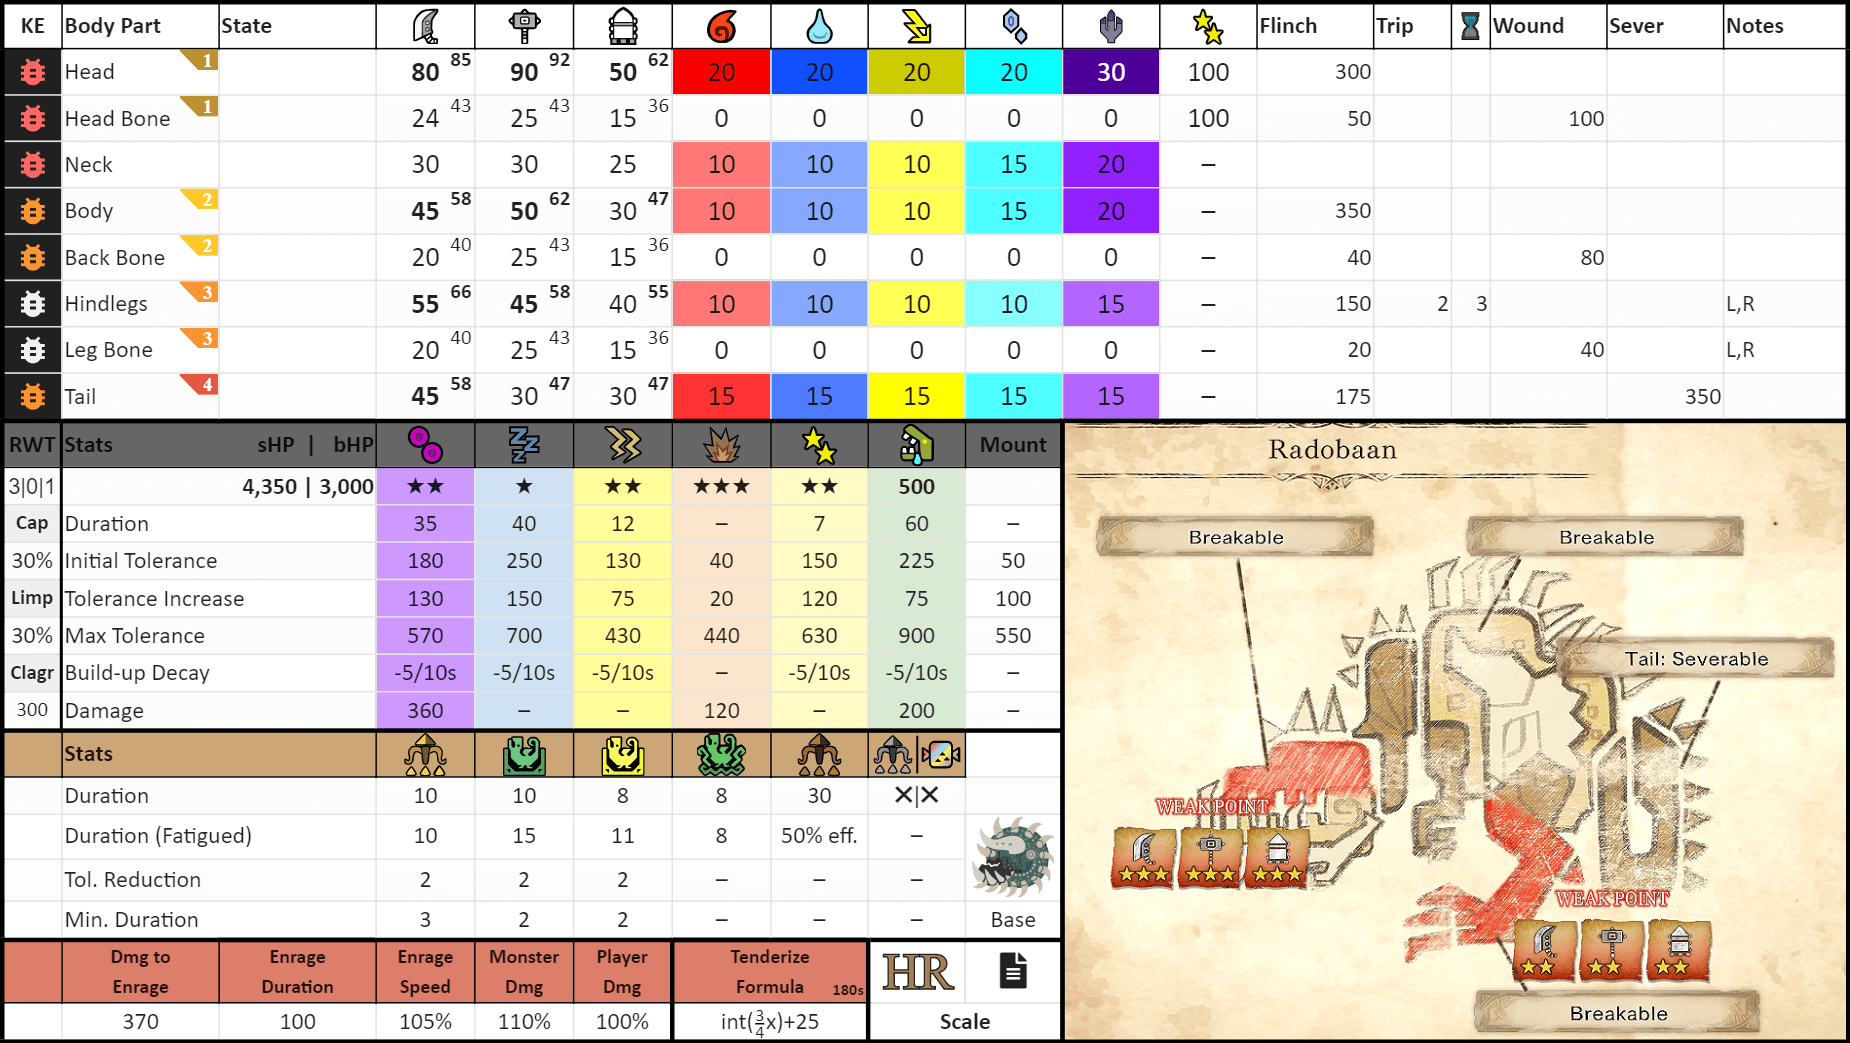 KE Body Part State Flinch Trip Wound Sever Notes
Head 1 80 85 90 92 50 62 20 20 20 20 30 100 300
Head Bone 1 24 43 25 43 15 36 0 0 0 0 0 100 50 100
Neck 30 30 25 10 10 10 15 20 –
Body 2 45 58 50 62 30 47 10 10 10 15 20 – 350
Back Bone 2 20 40 25 43 15 36 0 0 0 0 0 – 40 80
Hindlegs 3 55 66 45 58 40 55 10 10 10 10 15 – 150 2 3 L,R
Leg Bone 3 20 40 25 43 15 36 0 0 0 0 0 – 20 40 L,R
Tail 4 45 58 30 47 30 47 15 15 15 15 15 – 175 350
RWT Stats sHP | bHP Mount
3|0|1 4,350 | 3,000 ★★ ★ ★★ ★★★ ★★ 500
Cap Duration 35 40 12 – 7 60 –
30% Initial Tolerance 180 250 130 40 150 225 50
Limp Tolerance Increase 130 150 75 20 120 75 100
30% Max Tolerance 570 700 430 440 630 900 550
Clagr Build-up Decay -5/10s -5/10s -5/10s – -5/10s -5/10s –
300 Damage 360 – – 120 – 200 –
Stats
Duration 10 10 8 8 30 ✕|✕
Duration (Fatigued) 10 15 11 8 50% eff. –
Tol. Reduction 2 2 2 – – –
Min. Duration 3 2 2 – – – Base
Dmg to Enrage
Enrage Duration
Enrage Speed
Monster Dmg
Player Dmg
Tenderize Formula 180s
HR
370 100 105% 110% 100% int(3/4x)+25 Scale
Radobaan
Breakable
Breakable
Tail: Severable
WEAK POINT
WEAK POINT
Breakable